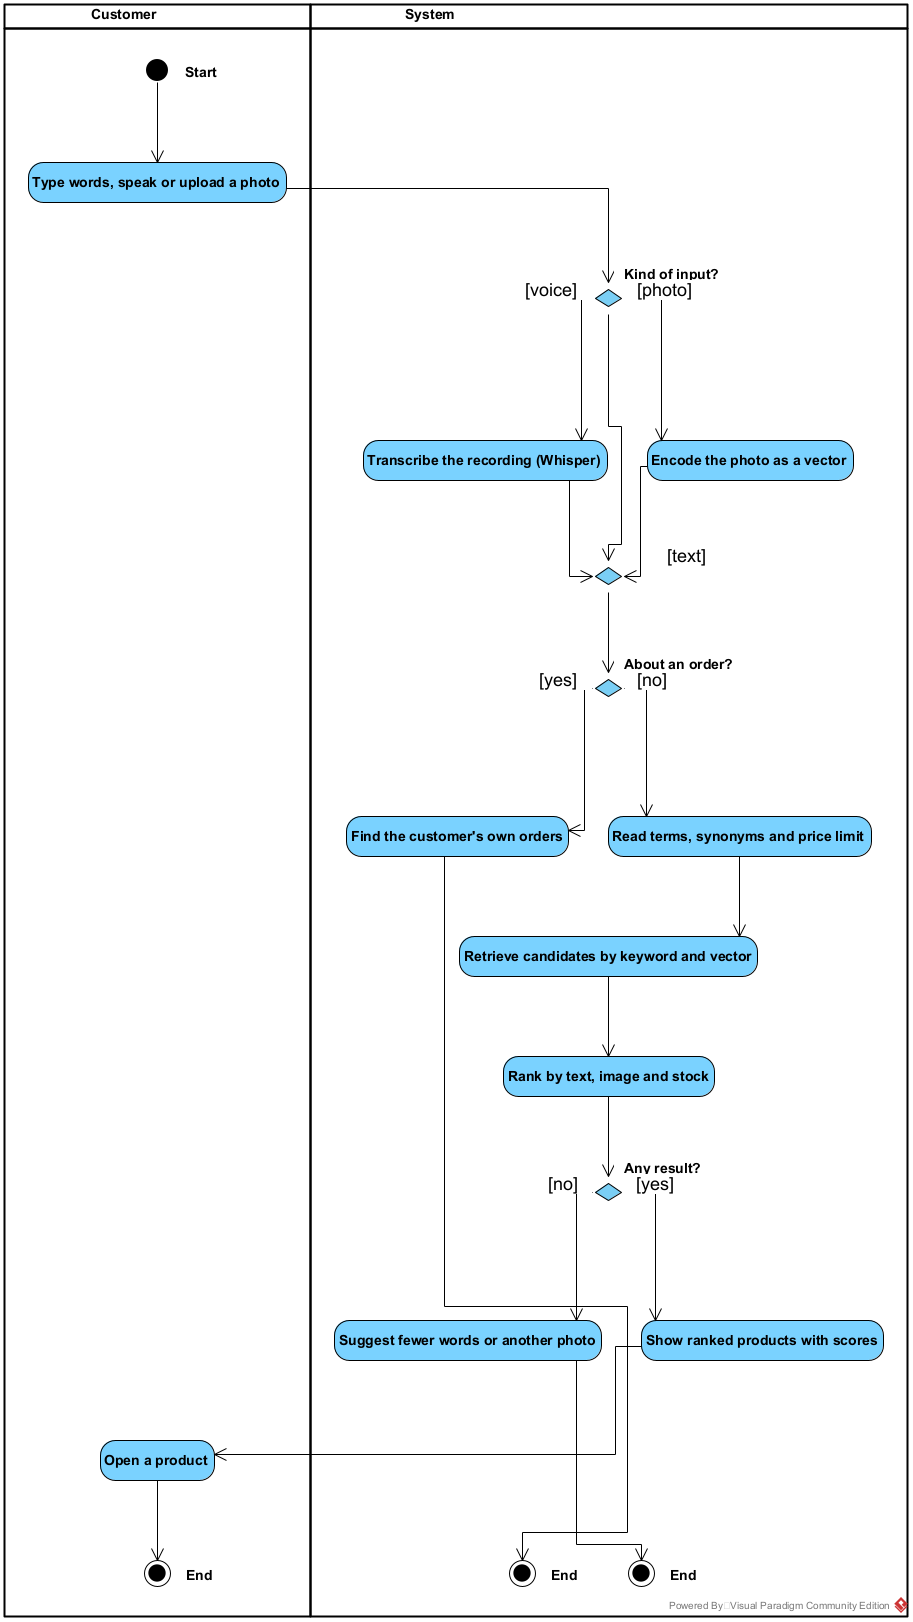 Customer
System
Start
Type words, speak or upload a photo
Kind of input?
[voice]
[photo]
Transcribe the recording (Whisper)
Encode the photo as a vector
[text]
About an order?
[yes]
[no]
Find the customer's own orders
Read terms, synonyms and price limit
Retrieve candidates by keyword and vector
Rank by text, image and stock
Any result?
[no]
[yes]
Suggest fewer words or another photo
Show ranked products with scores
Open a product
End
End
End
Powered By Visual Paradigm Community Edition